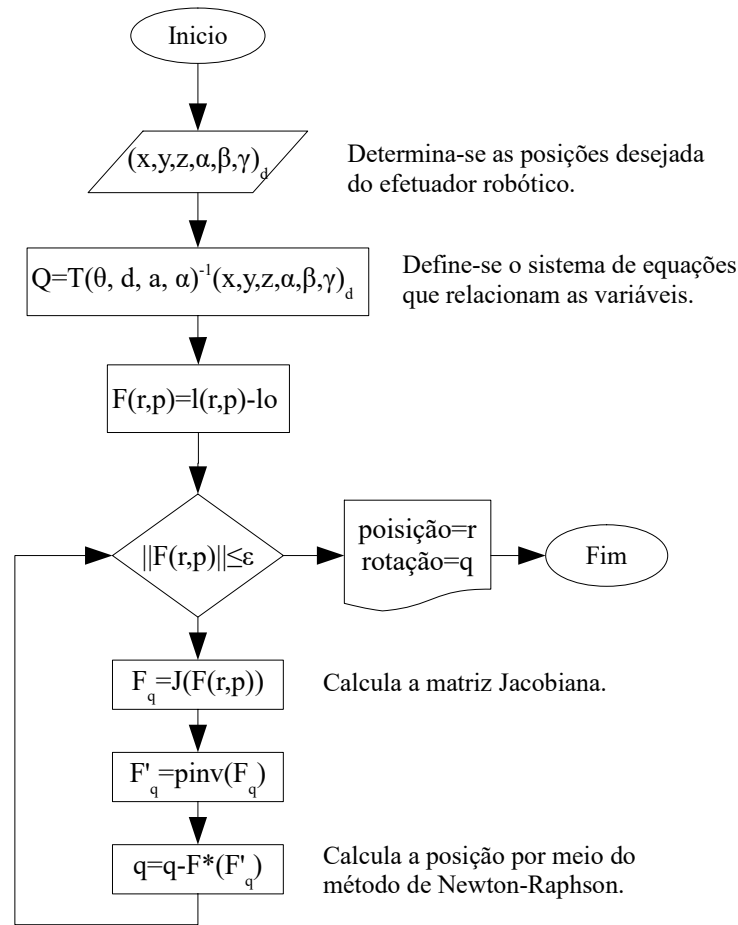 Inicio
(x,y,z,α,β,γ)d
Determina-se as posições desejada
do efetuador robótico.
Q=T(θ, d, a, α)⁻¹(x,y,z,α,β,γ)d
Define-se o sistema de equações
que relacionam as variáveis.
F(r,p)=l(r,p)-lo
||F(r,p)||≤ε
poisição=r
rotação=q
Fim
Fq=J(F(r,p))
Calcula a matriz Jacobiana.
F'q=pinv(Fq)
q=q-F*(F'q)
Calcula a posição por meio do
método de Newton-Raphson.